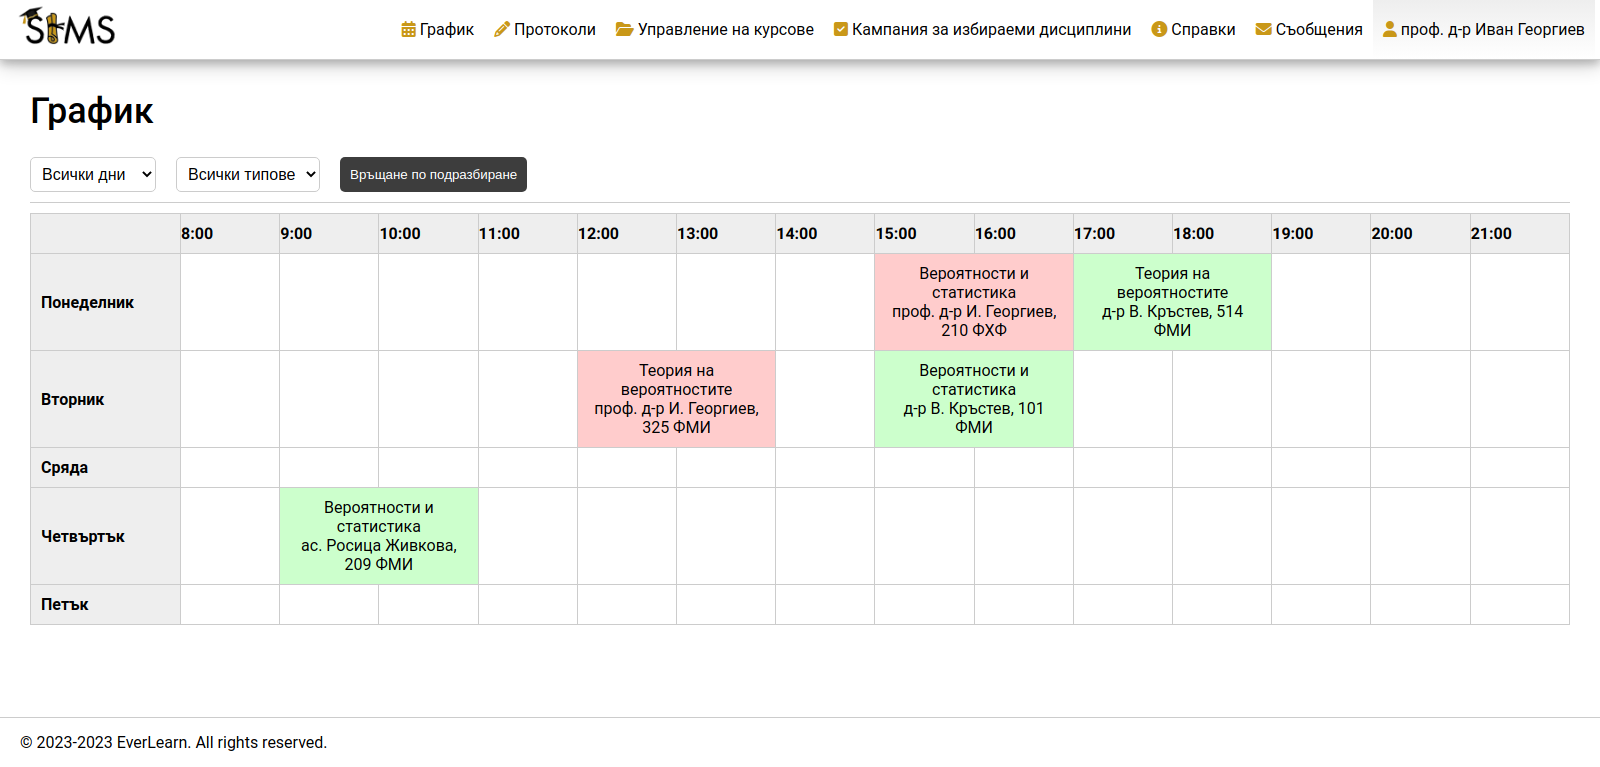 SIMS
График
Протоколи
Управление на курсове
Кампания за избираеми дисциплини
Справки
Съобщения
проф. д-р Иван Георгиев
График
Всички дни
Всички типове
Връщане по подразбиране
8:00 9:00 10:00 11:00 12:00 13:00 14:00 15:00 16:00 17:00 18:00 19:00 20:00 21:00
Понеделник
Вероятности и
статистика
проф. д-р И. Георгиев,
210 ФХФ
Теория на
вероятностите
д-р В. Кръстев, 514
ФМИ
Вторник
Теория на
вероятностите
проф. д-р И. Георгиев,
325 ФМИ
Вероятности и
статистика
д-р В. Кръстев, 101
ФМИ
Сряда
Четвъртък
Вероятности и
статистика
ас. Росица Живкова,
209 ФМИ
Петък
© 2023-2023 EverLearn. All rights reserved.